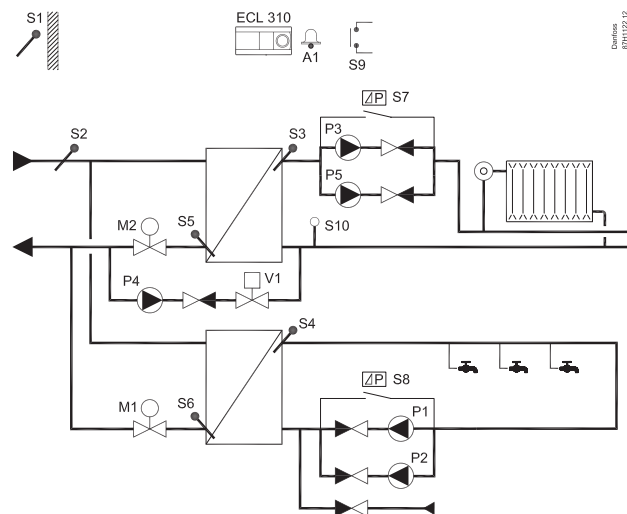 S1
ECL 310
A1
S9
Danfoss
87H1122.12
S2
S3
P S7
P3
P5
M2
S5
S10
P4
V1
S4
P S8
M1
S6
P1
P2